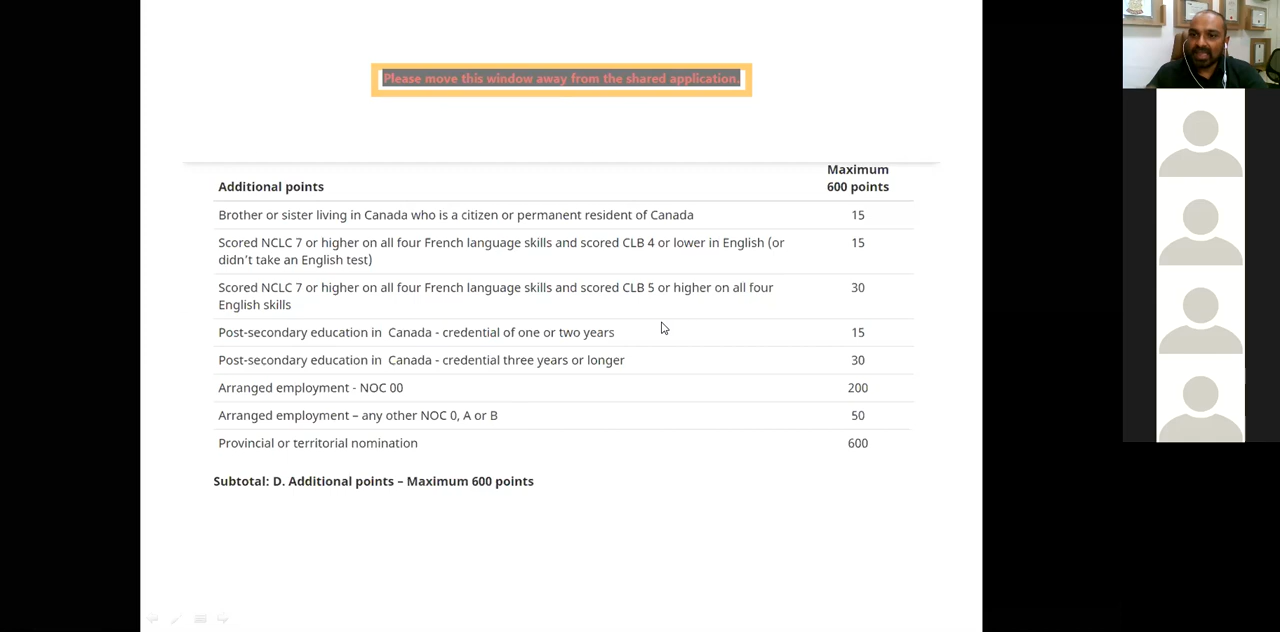 Please move this window away from the shared application.
Maximum
Additional points 600 points
Brother or sister living in Canada who is a citizen or permanent resident of Canada 15
Scored NCLC 7 or higher on all four French language skills and scored CLB 4 or lower in English (or 15
didn't take an English test)
Scored NCLC 7 or higher on all four French language skills and scored CLB 5 or higher on all four 30
English skills
Post-secondary education in  Canada - credential of one or two years 15
Post-secondary education in  Canada - credential three years or longer 30
Arranged employment - NOC 00 200
Arranged employment – any other NOC 0, A or B 50
Provincial or territorial nomination 600
Subtotal: D. Additional points – Maximum 600 points